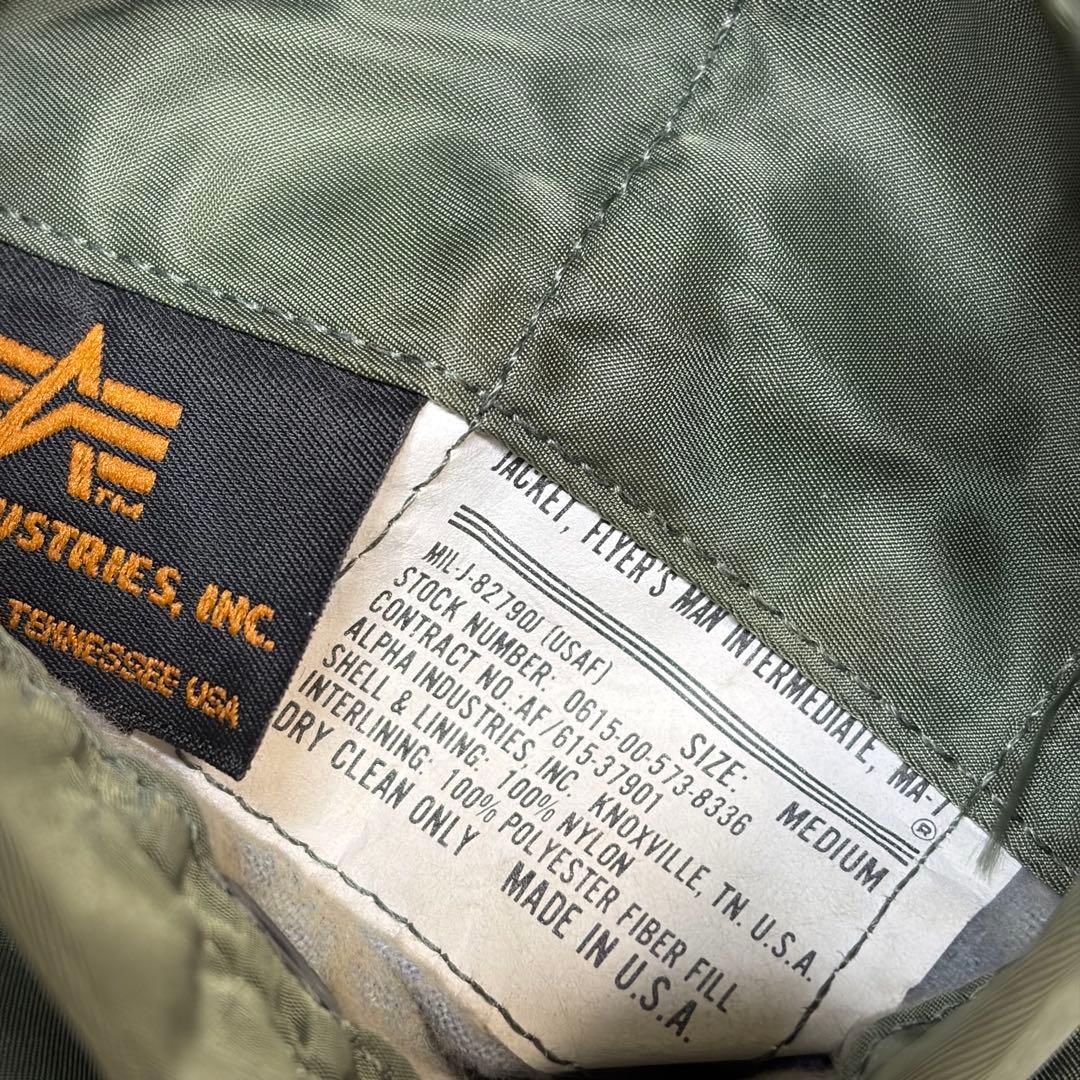 USTRIES, INC.
TENNESSEE USA
TM
JACKET, FLYER'S MAN INTERMEDIATE, MA-1
®
SIZE: MEDIUM
MIL-J-8279OJ (USAF)
STOCK NUMBER: 0615-00-573-8336
CONTRACT NO.:AF/615-37901
ALPHA INDUSTRIES, INC. KNOXVILLE, TN U.S.A.
SHELL & LINING: 100% NYLON
INTERLINING: 100% POLYESTER FIBER FILL
DRY CLEAN ONLY
MADE IN U.S.A.